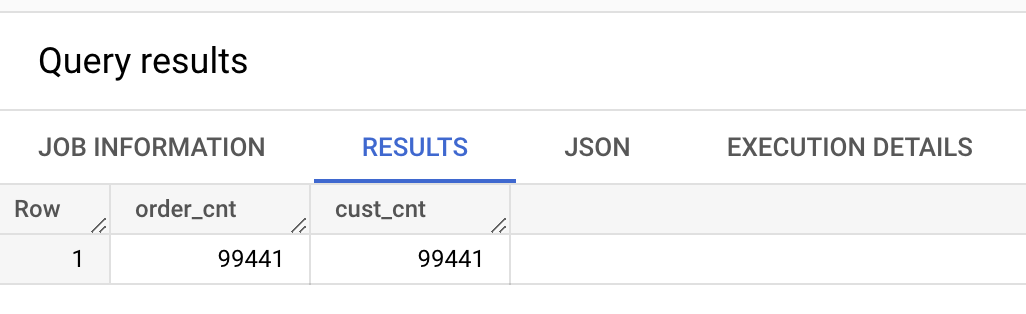 Query results
JOB INFORMATION RESULTS JSON EXECUTION DETAILS
Row order_cnt cust_cnt
1 99441 99441